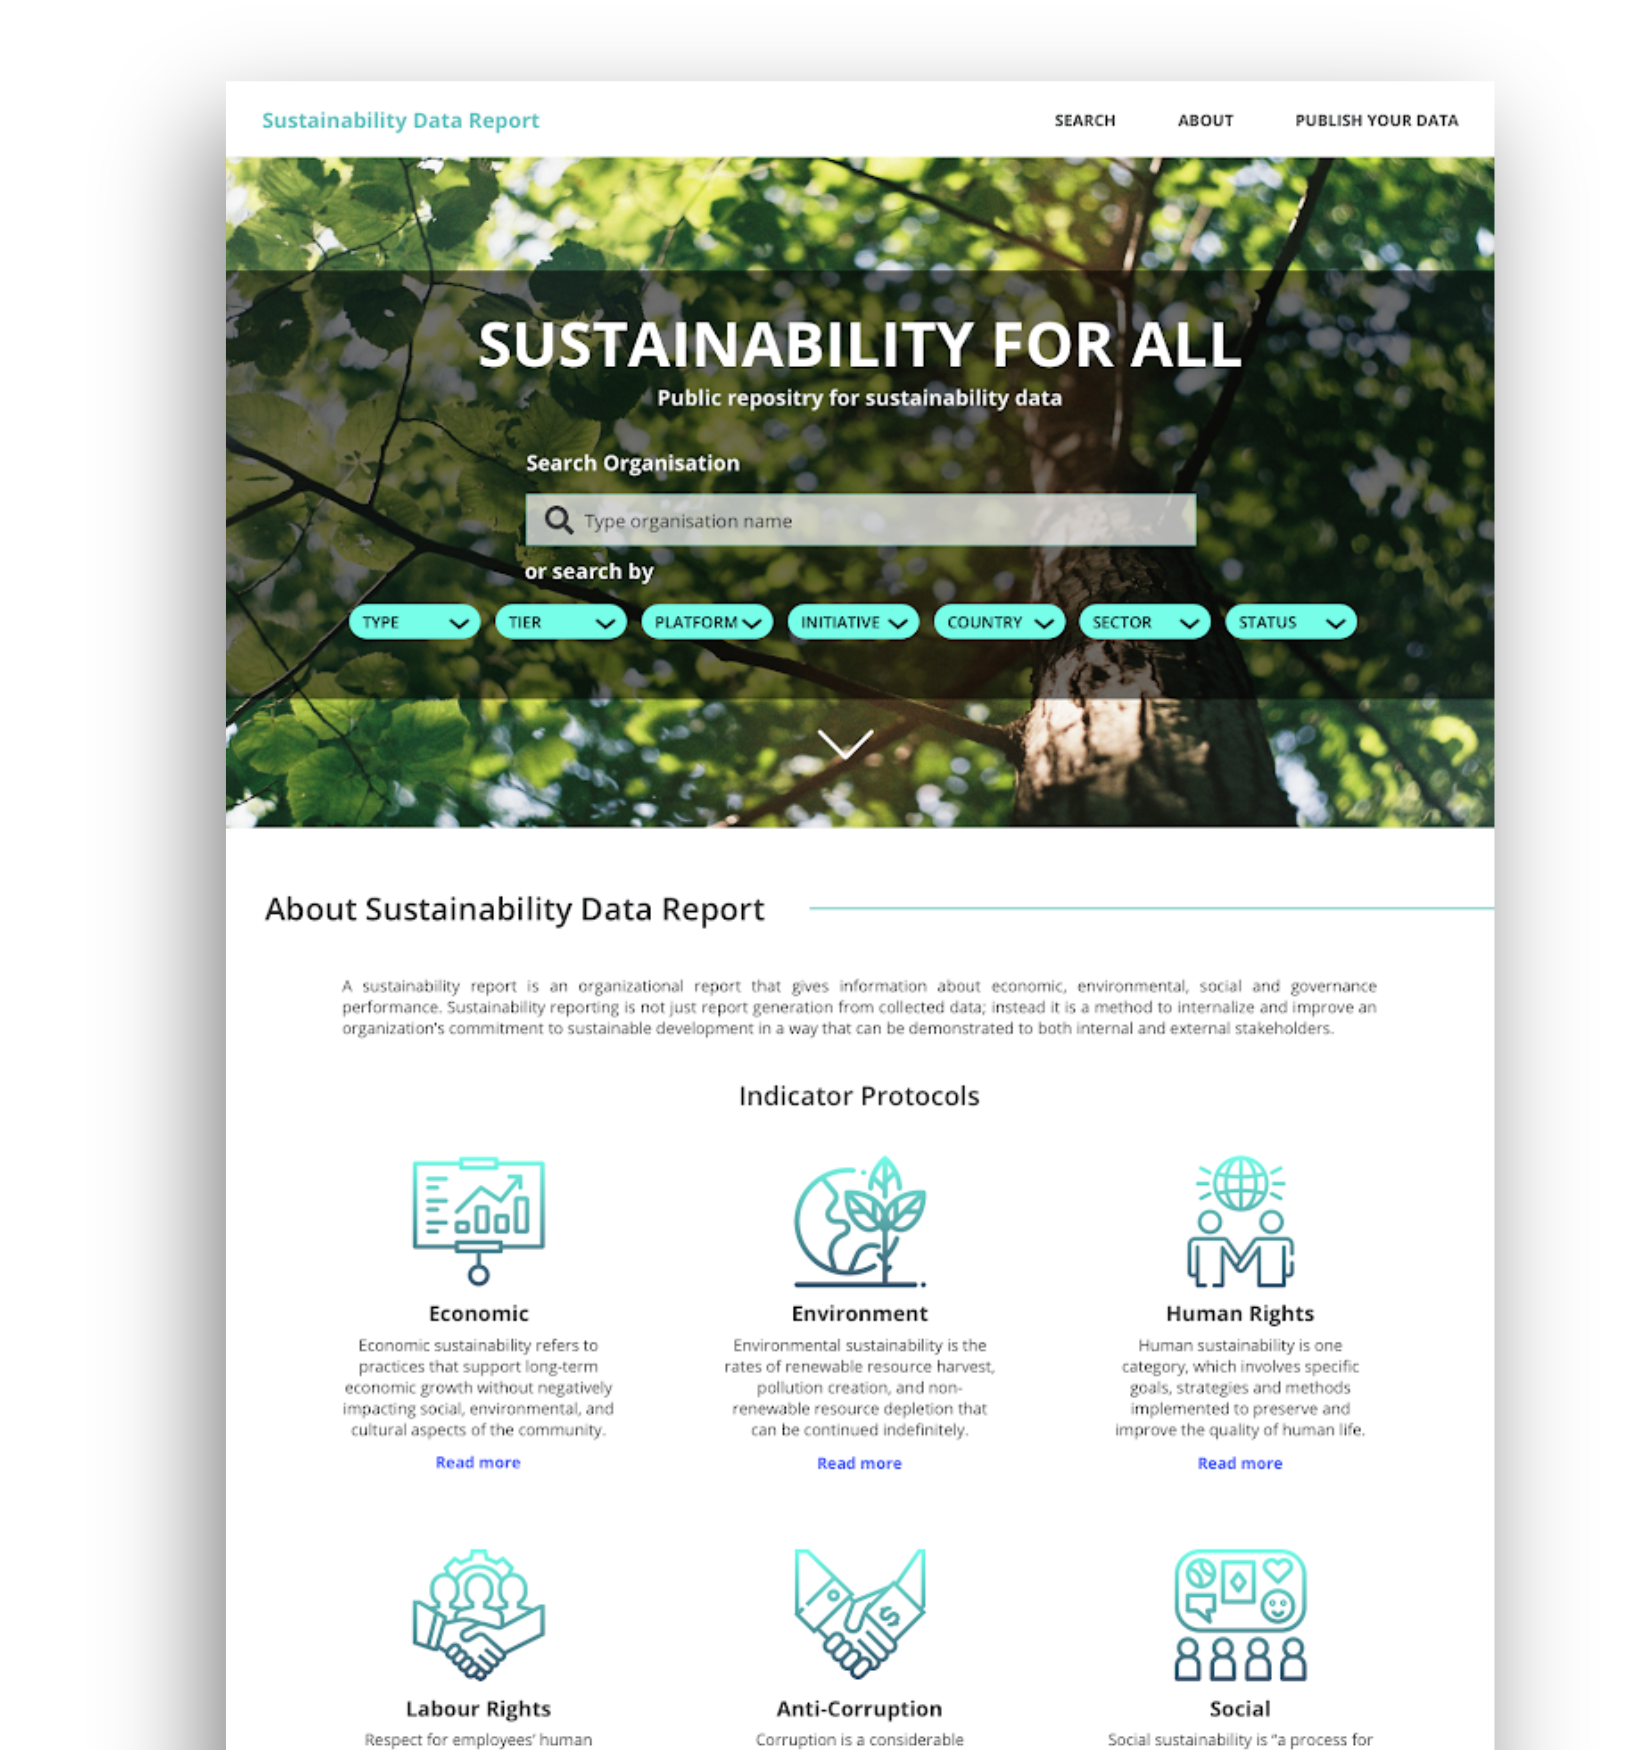 Sustainability Data Report
SEARCH ABOUT PUBLISH YOUR DATA
SUSTAINABILITY FOR ALL
Public repositry for sustainability data
Search Organisation
Type organisation name
or search by
TYPE TIER PLATFORM INITIATIVE COUNTRY SECTOR STATUS
About Sustainability Data Report
A sustainability report is an organizational report that gives information about economic, environmental, social and governance
performance. Sustainability reporting is not just report generation from collected data; instead it is a method to internalize and improve an
organization's commitment to sustainable development in a way that can be demonstrated to both internal and external stakeholders.
Indicator Protocols
Economic
Economic sustainability refers to
practices that support long-term
economic growth without negatively
impacting social, environmental, and
cultural aspects of the community.
Read more
Environment
Environmental sustainability is the
rates of renewable resource harvest,
pollution creation, and non-
renewable resource depletion that
can be continued indefinitely.
Read more
Human Rights
Human sustainability is one
category, which involves specific
goals, strategies and methods
implemented to preserve and
improve the quality of human life.
Read more
$
Labour Rights
Respect for employees' human
Anti-Corruption
Corruption is a considerable
Social
Social sustainability is "a process for